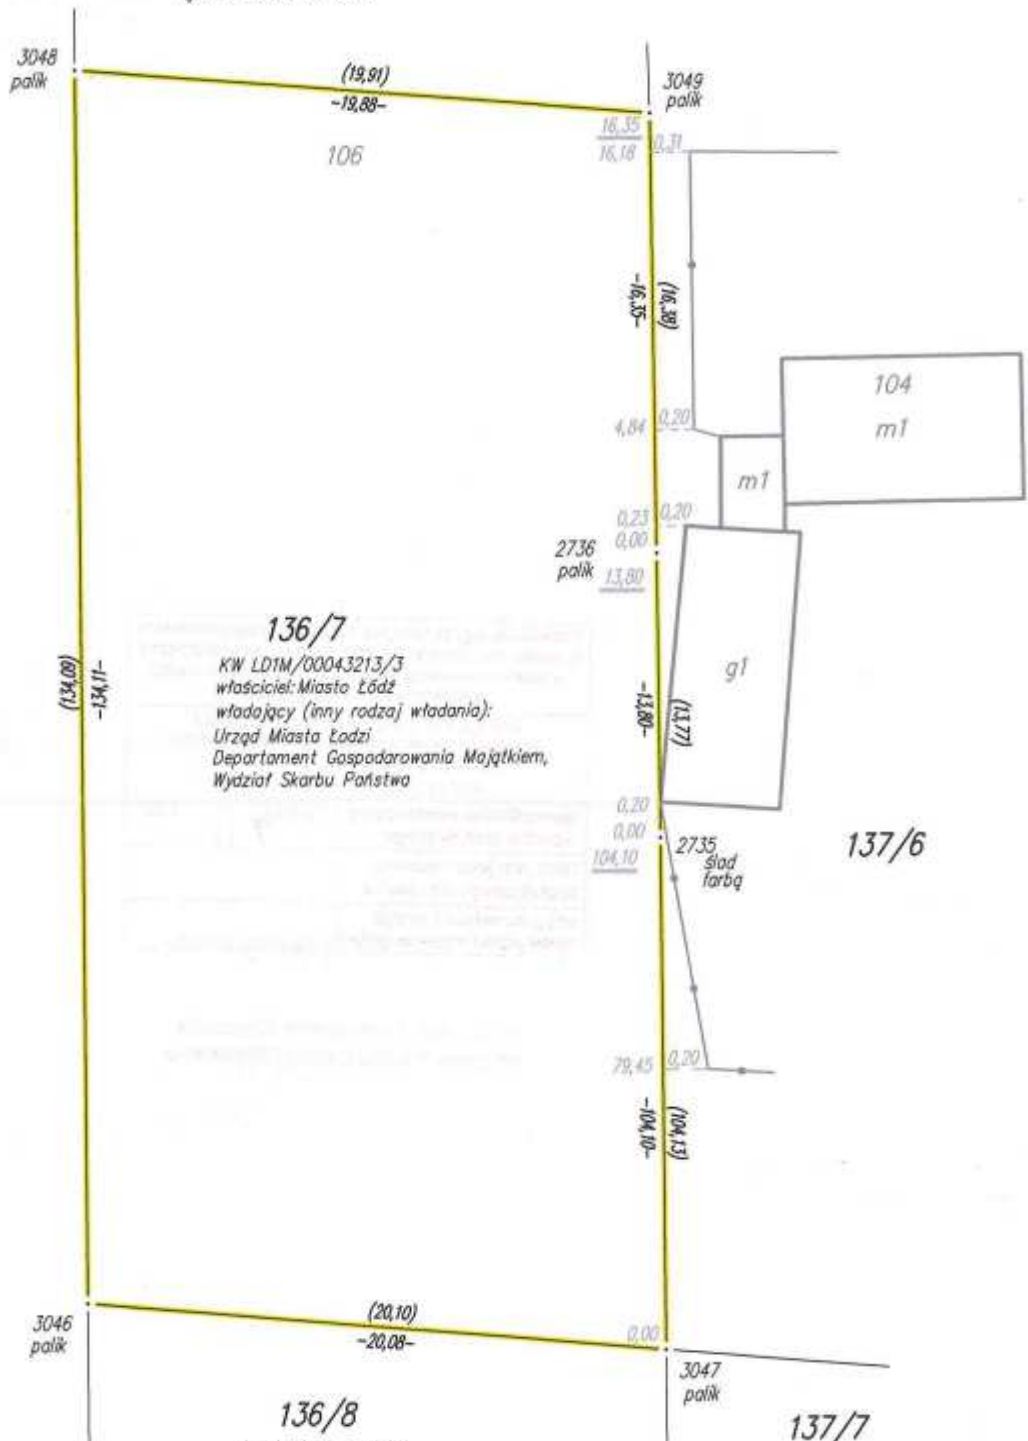 3048
palik
(19,91)
-19,88-
3049
palik
106
16,35
16,18
0,31
-16,35-
(16,38)
104
m1
4,84
0,20
m1
0,23
0,20
0,00
2736
palik
13,80
136/7
KW LD1M/00043213/3
właściciel: Miasto Łódź
władający (inny rodzaj władania):
Urząd Miasta Łodzi
Departament Gospodarowania Majątkiem,
Wydział Skarbu Państwa
(134,09)
-134,11-
g1
-13,80-
(13,77)
0,20
0,00
104,10
2735
ślad
farbą
137/6
79,45
0,20
-104,10-
(104,13)
3046
palik
(20,10)
-20,08-
0,00
3047
palik
136/8
137/7